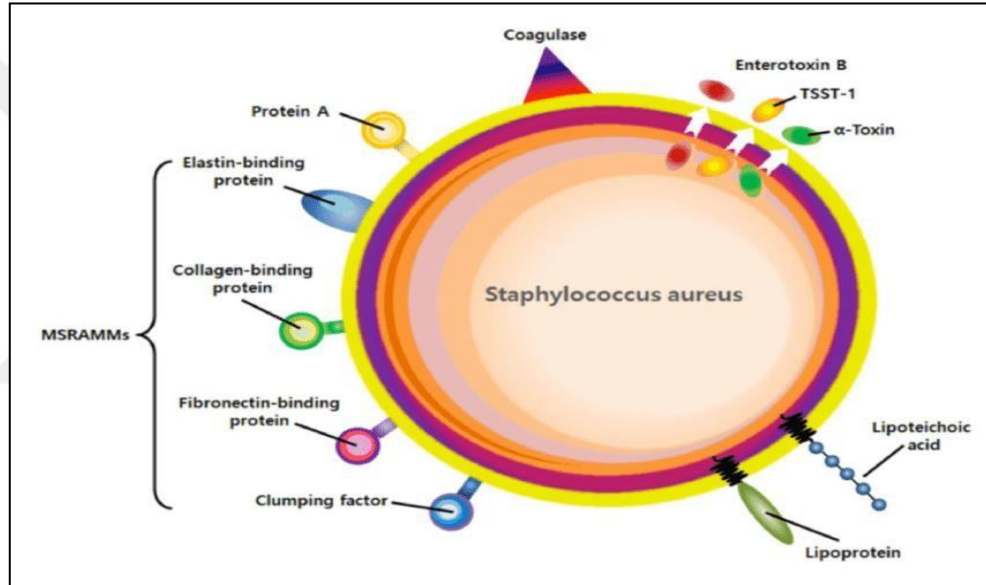 Coagulase
Enterotoxin B
TSST-1
α-Toxin
Protein A
Elastin-binding
protein
Collagen-binding
protein
Staphylococcus aureus
MSRAMMs
Fibronectin-binding
protein
Lipoteichoic
acid
Clumping factor
Lipoprotein